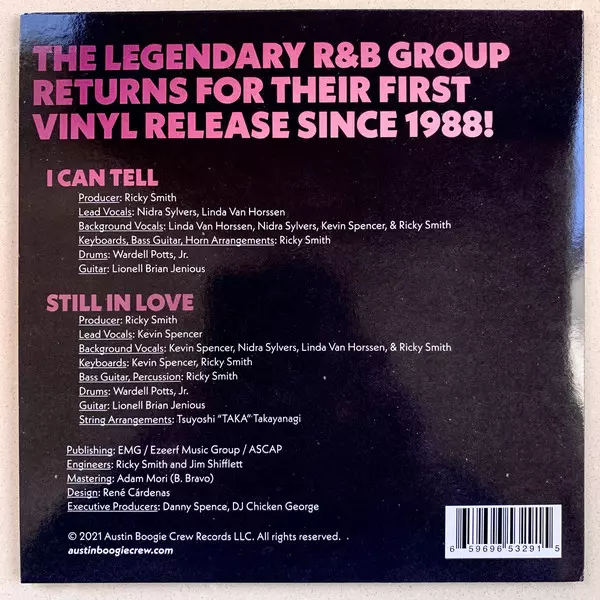 THE LEGENDARY R&B GROUP
RETURNS FOR THEIR FIRST
VINYL RELEASE SINCE 1988!
I CAN TELL
Producer: Ricky Smith
Lead Vocals: Nidra Sylvers, Linda Van Horssen
Background Vocals: Linda Van Horssen, Nidra Sylvers, Kevin Spencer, & Ricky Smith
Keyboards, Bass Guitar, Horn Arrangements: Ricky Smith
Drums: Wardell Potts, Jr.
Guitar: Lionell Brian Jenious
STILL IN LOVE
Producer: Ricky Smith
Lead Vocals: Kevin Spencer
Background Vocals: Kevin Spencer, Nidra Sylvers, Linda Van Horssen, & Ricky Smith
Keyboards: Kevin Spencer, Ricky Smith
Bass Guitar, Percussion: Ricky Smith
Drums: Wardell Potts, Jr.
Guitar: Lionell Brian Jenious
String Arrangements: Tsuyoshi "TAKA" Takayanagi
Publishing: EMG / Ezeerf Music Group / ASCAP
Engineers: Ricky Smith and Jim Shifflett
Mastering: Adam Mori (B. Bravo)
Design: René Cárdenas
Executive Producers: Danny Spence, DJ Chicken George
© 2021 Austin Boogie Crew Records LLC. All rights reserved.
austinboogiecrew.com
6 59696 53291 5